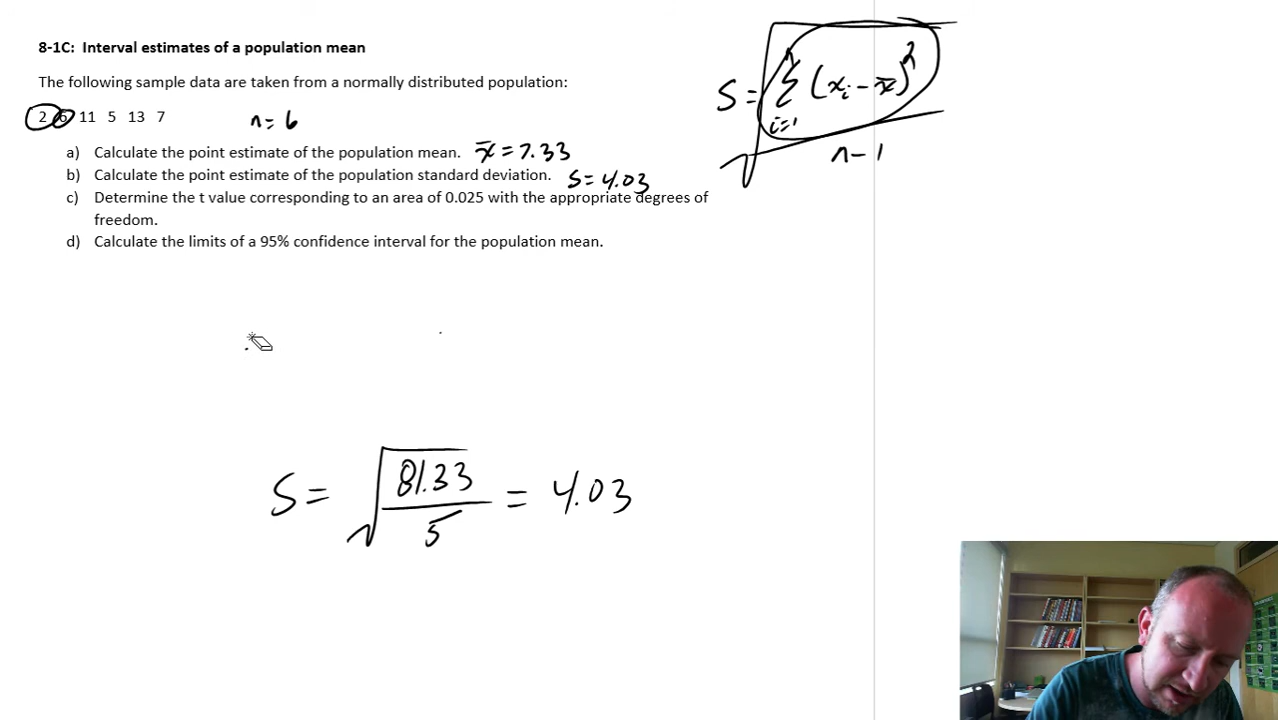 8-1C: Interval estimates of a population mean
The following sample data are taken from a normally distributed population:
2 6 11 5 13 7 n = 6
a) Calculate the point estimate of the population mean. x̄ = 7.33
b) Calculate the point estimate of the population standard deviation. S = 4.03
c) Determine the t value corresponding to an area of 0.025 with the appropriate degrees of
freedom.
d) Calculate the limits of a 95% confidence interval for the population mean.
S = √(Σⁿᵢ₌₁ (xᵢ – x̄)² / n – 1)
S = √(81.33 / 5) = 4.03